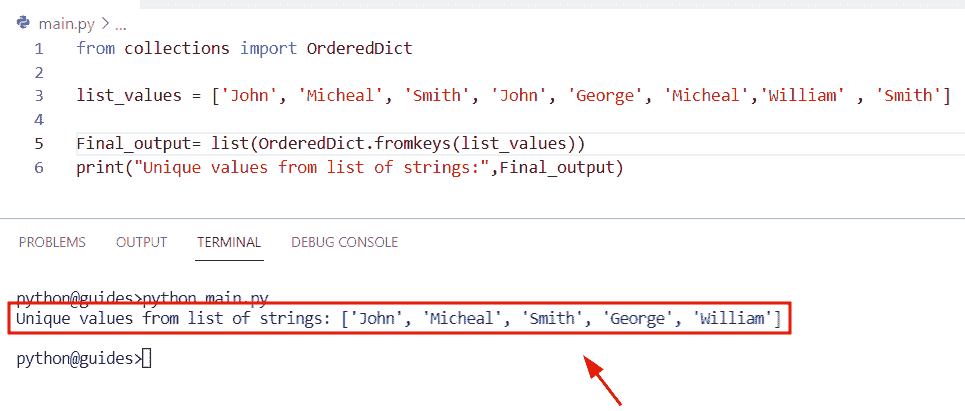 main.py > ...
1 from collections import OrderedDict
2
3 list_values = ['John', 'Micheal', 'Smith', 'John', 'George', 'Micheal','William' , 'Smith']
4
5 Final_output= list(OrderedDict.fromkeys(list_values))
6 print("Unique values from list of strings:",Final_output)
PROBLEMS OUTPUT TERMINAL DEBUG CONSOLE
python@guides>python main.py
Unique values from list of strings: ['John', 'Micheal', 'Smith', 'George', 'William']
python@guides>